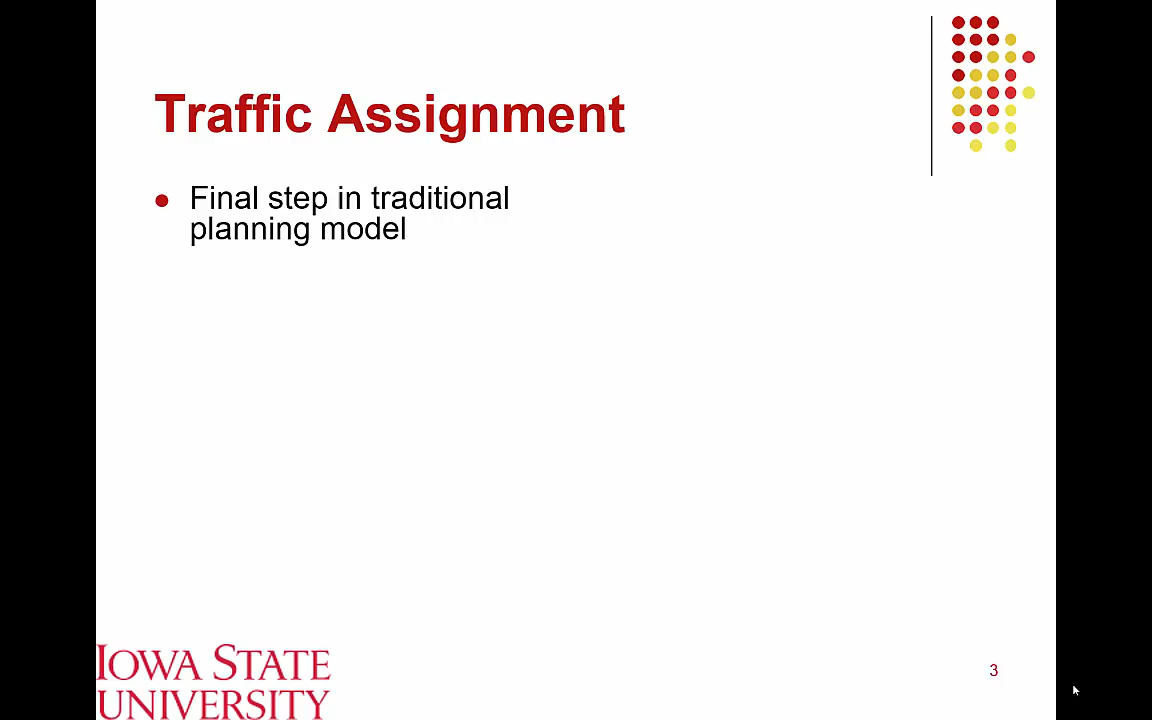 Traffic Assignment
Final step in traditional
planning model
IOWA STATE
UNIVERSITY
3